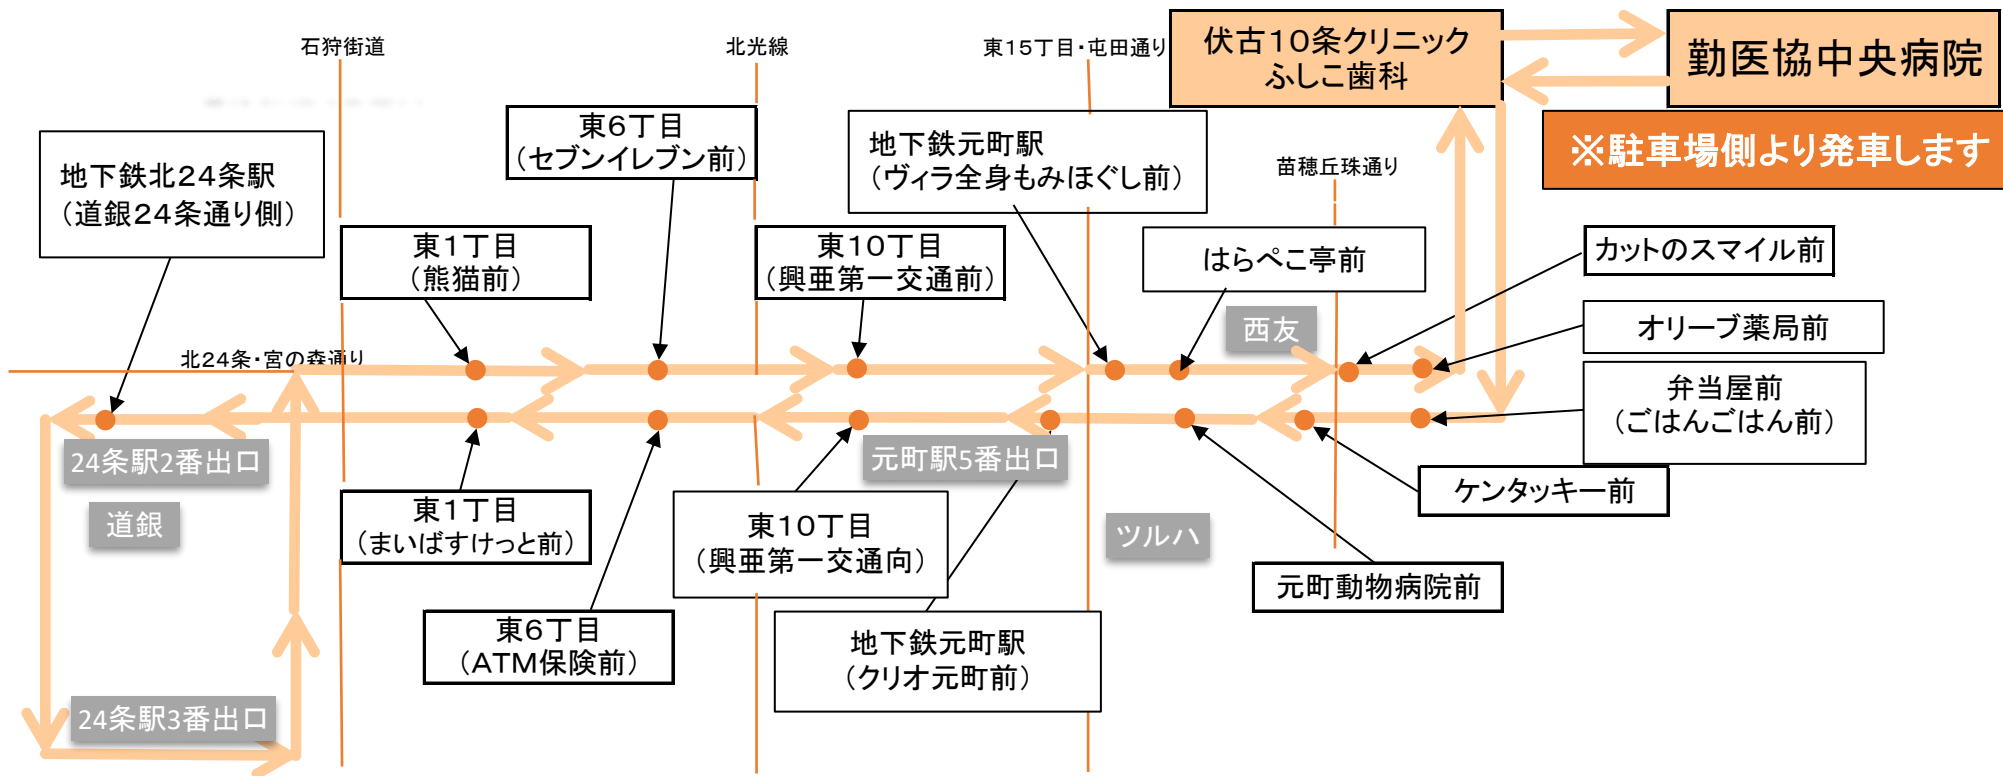 石狩街道
北光線
東15丁目・屯田通り
伏古10条クリニック
ふしこ歯科
勤医協中央病院
※駐車場側より発車します
地下鉄北24条駅
（道銀24条通り側）
東6丁目
（セブンイレブン前）
地下鉄元町駅
（ヴィラ全身もみほぐし前）
苗穂丘珠通り
東1丁目
（熊猫前）
東10丁目
（興亜第一交通前）
はらぺこ亭前
カットのスマイル前
西友
オリーブ薬局前
北24条・宮の森通り
弁当屋前
（ごはんごはん前）
24条駅2番出口
元町駅5番出口
ケンタッキー前
道銀
東1丁目
（まいばすけっと前）
東10丁目
（興亜第一交通向）
ツルハ
元町動物病院前
東6丁目
（ATM保険前）
地下鉄元町駅
（クリオ元町前）
24条駅3番出口